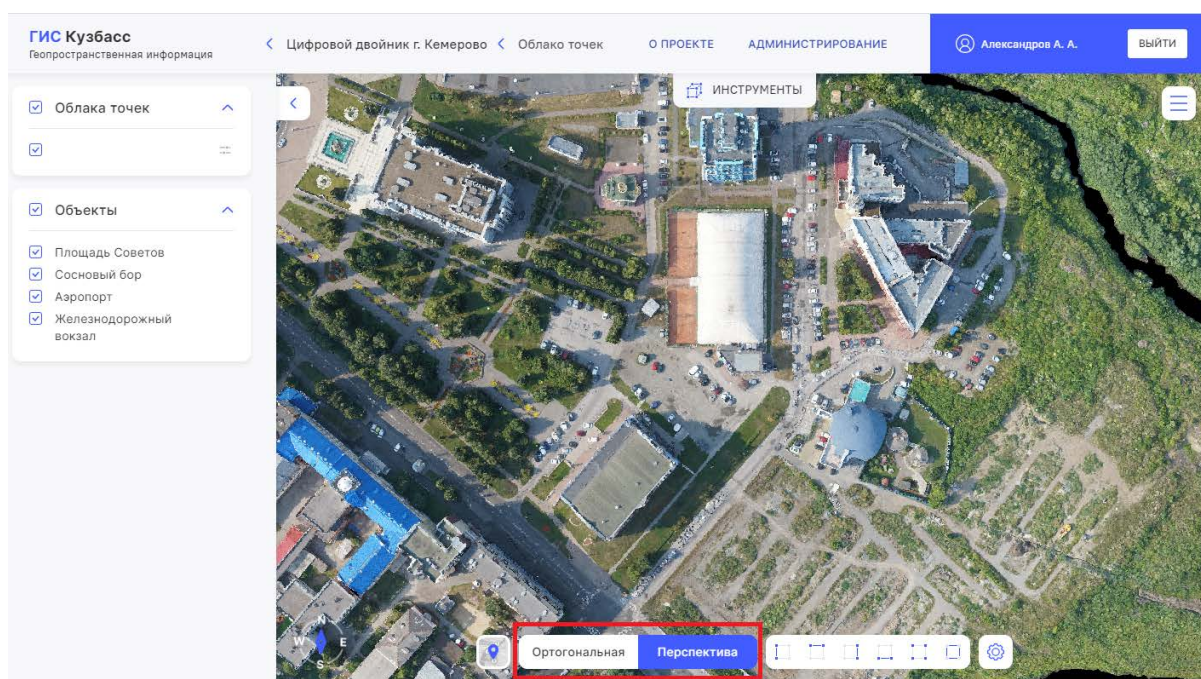 ГИС Кузбасс
Геопространственная информация
Цифровой двойник г. Кемерово
Облако точек
О ПРОЕКТЕ
АДМИНИСТРИРОВАНИЕ
Александров А. А.
ВЫЙТИ
Облака точек
Объекты
Площадь Советов
Сосновый бор
Аэропорт
Железнодорожный
вокзал
ИНСТРУМЕНТЫ
N
W
E
S
Ортогональная
Перспектива